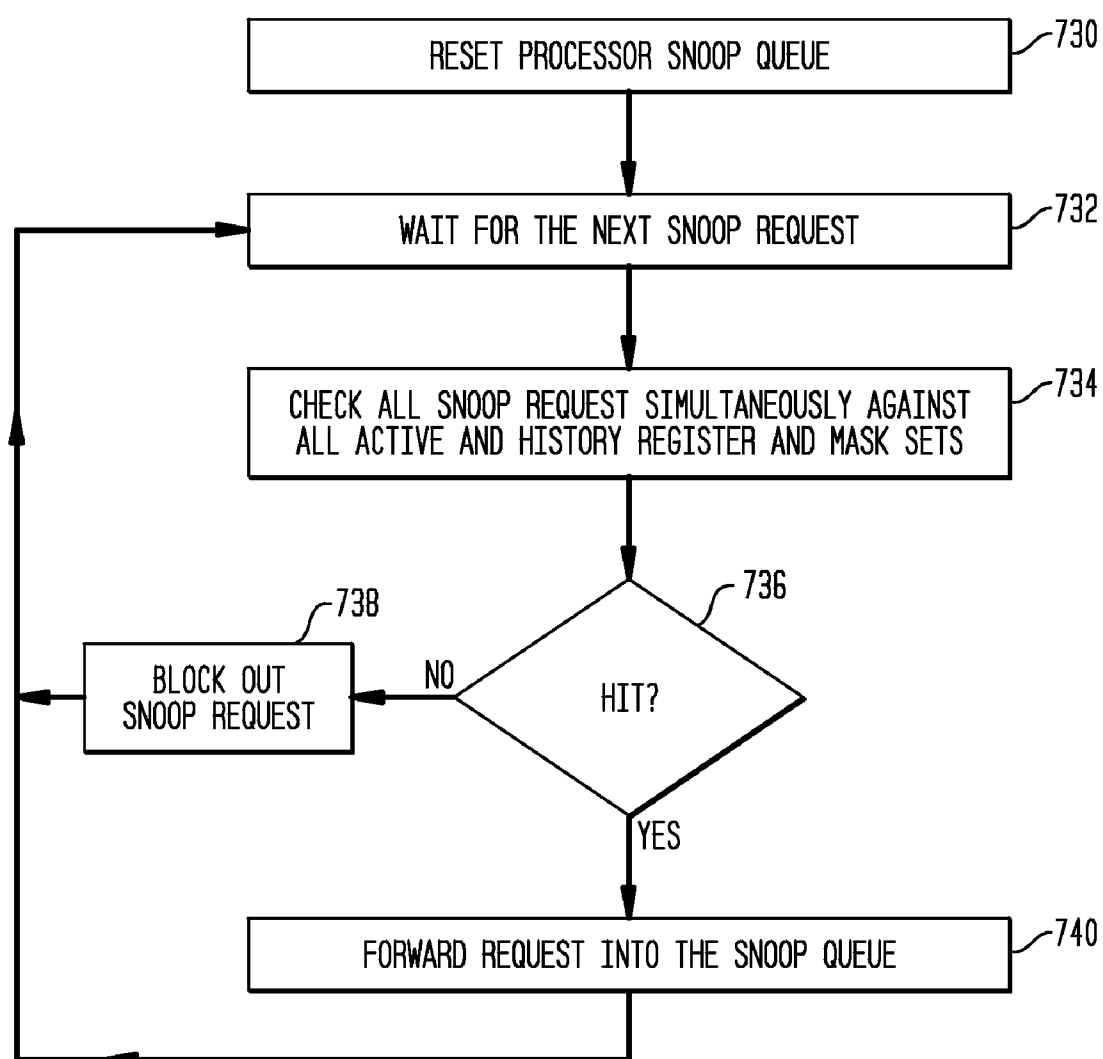 RESET PROCESSOR SNOOP QUEUE
730
WAIT FOR THE NEXT SNOOP REQUEST
732
CHECK ALL SNOOP REQUEST SIMULTANEOUSLY AGAINST
ALL ACTIVE AND HISTORY REGISTER AND MASK SETS
734
HIT?
736
NO
BLOCK OUT
SNOOP REQUEST
738
YES
FORWARD REQUEST INTO THE SNOOP QUEUE
740